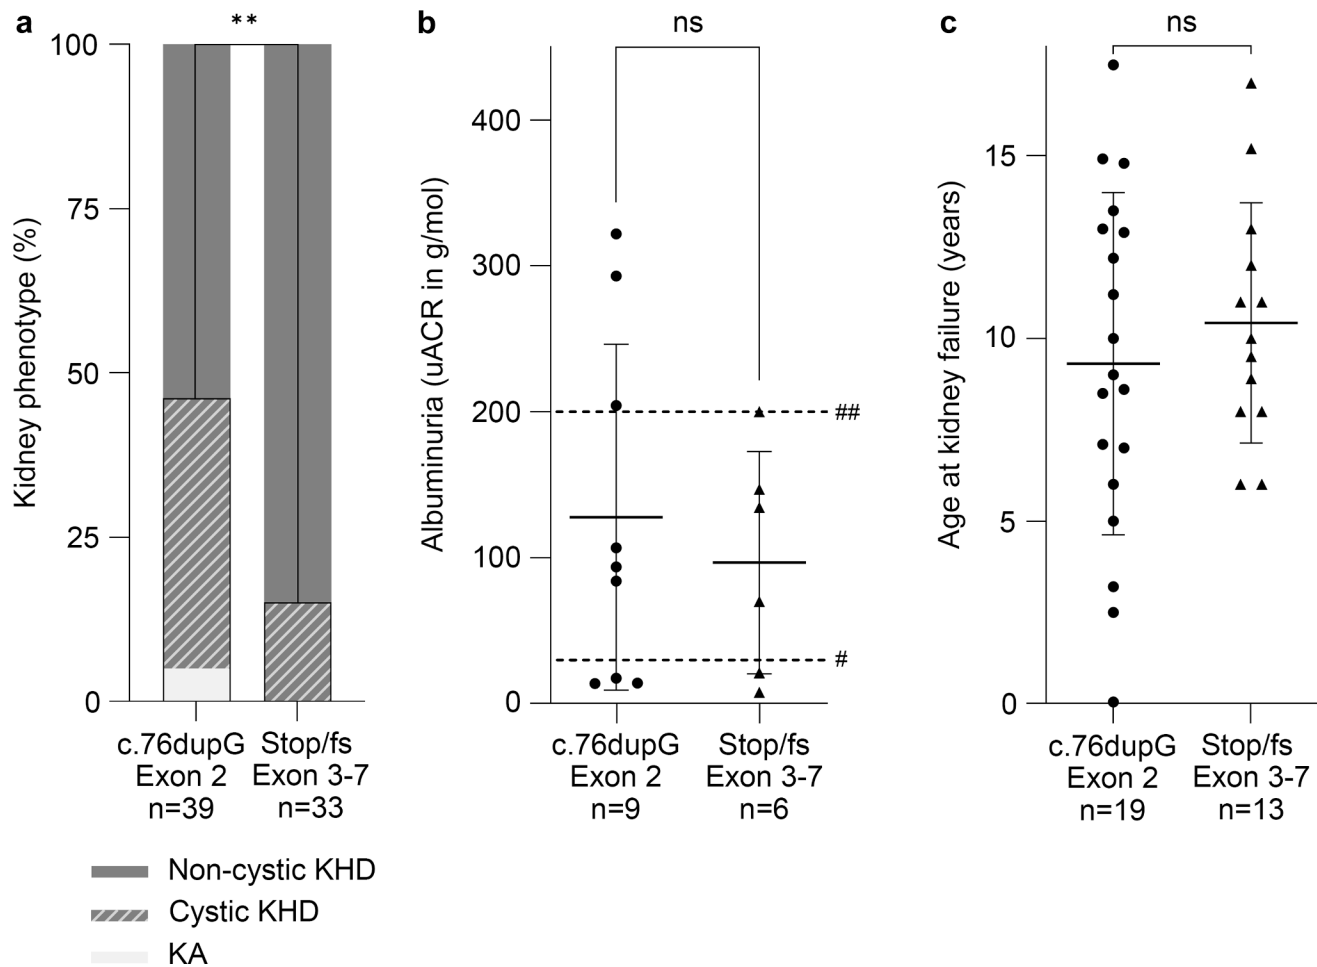 a
**
Kidney phenotype (%)
100
75
50
25
0
c.76dupG
Exon 2
n=39
Stop/fs
Exon 3-7
n=33
Non-cystic KHD
Cystic KHD
KA
b
ns
Albuminuria (uACR in g/mol)
400
300
200
100
0
##
#
c.76dupG
Exon 2
n=9
Stop/fs
Exon 3-7
n=6
c
ns
Age at kidney failure (years)
15
10
5
0
c.76dupG
Exon 2
n=19
Stop/fs
Exon 3-7
n=13